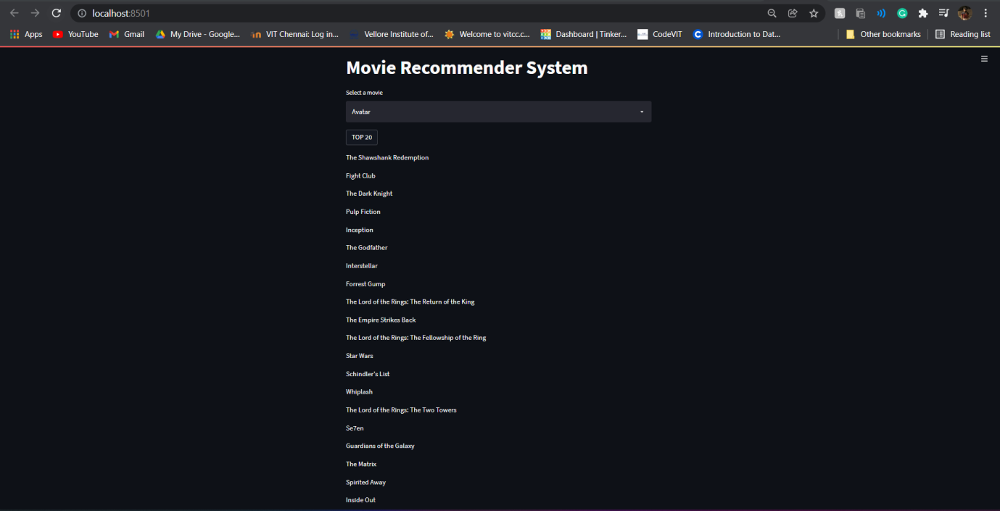 localhost:8501
Apps YouTube Gmail My Drive - Google... VIT Chennai: Log in... Vellore Institute of... Welcome to vitcc.c... Dashboard | Tinker... CodeVIT Introduction to Dat... Other bookmarks Reading list
Movie Recommender System
Select a movie
Avatar
TOP 20
The Shawshank Redemption
Fight Club
The Dark Knight
Pulp Fiction
Inception
The Godfather
Interstellar
Forrest Gump
The Lord of the Rings: The Return of the King
The Empire Strikes Back
The Lord of the Rings: The Fellowship of the Ring
Star Wars
Schindler's List
Whiplash
The Lord of the Rings: The Two Towers
Se7en
Guardians of the Galaxy
The Matrix
Spirited Away
Inside Out